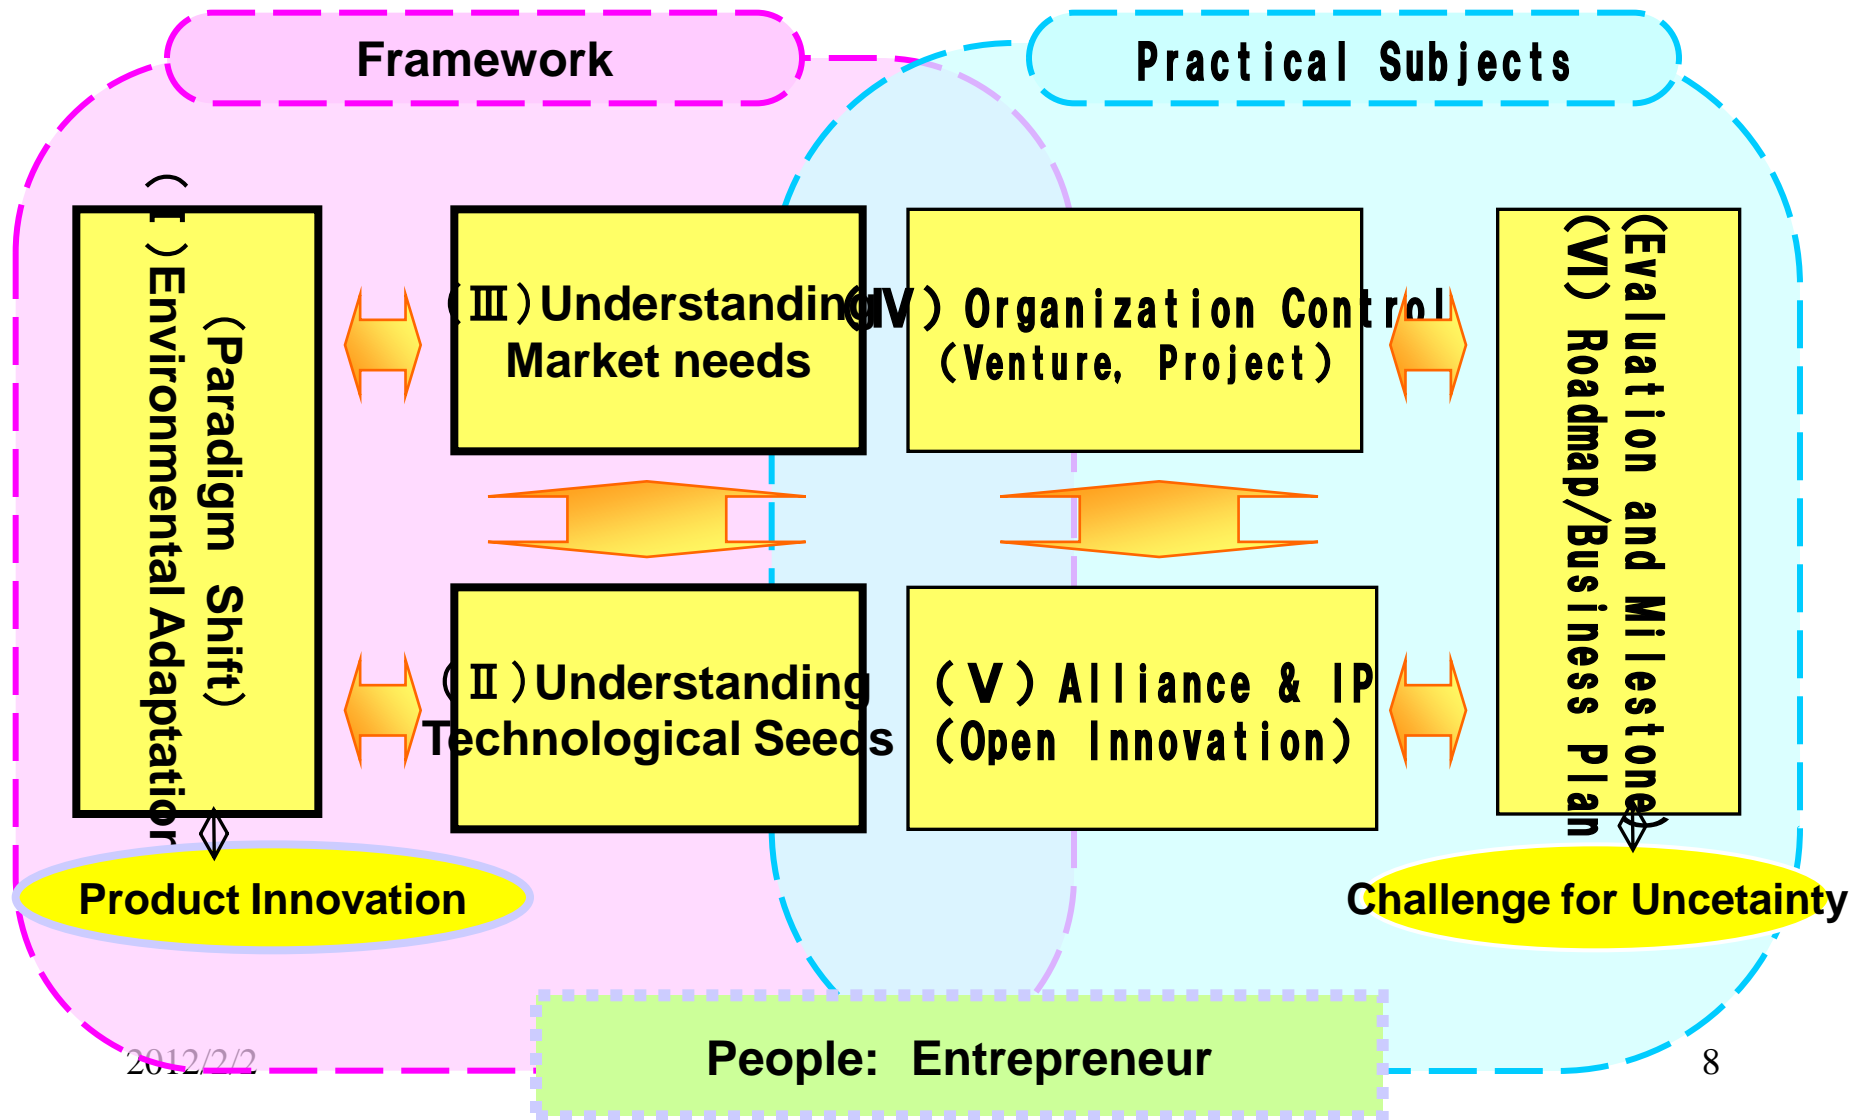 Framework
Practical Subjects
(Ⅰ)Environmental Adaptation
(Paradigm Shift)
(Ⅲ)Understanding
Market needs
(Ⅳ) Organization Control
(Venture, Project)
(Evaluation and Milestone)
(Ⅵ) Roadmap/Business Plan
(Ⅱ)Understanding
Technological Seeds
(Ⅴ) Alliance & IP
(Open Innovation)
Product Innovation
Challenge for Uncetainty
People: Entrepreneur
2012/2/2
8